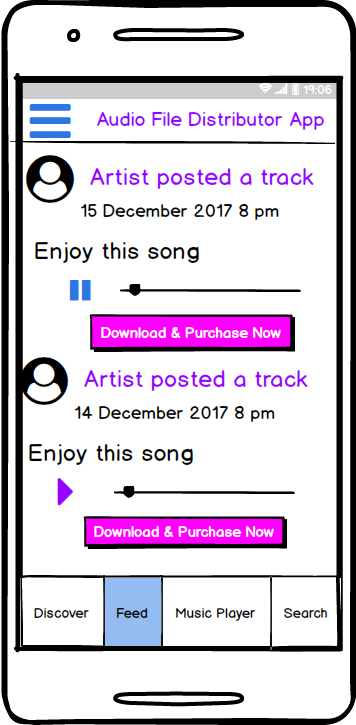 19:06
Audio File Distributor App
Artist posted a track
15 December 2017 8 pm
Enjoy this song
Download & Purchase Now
Artist posted a track
14 December 2017 8 pm
Enjoy this song
Download & Purchase Now
Discover Feed Music Player Search